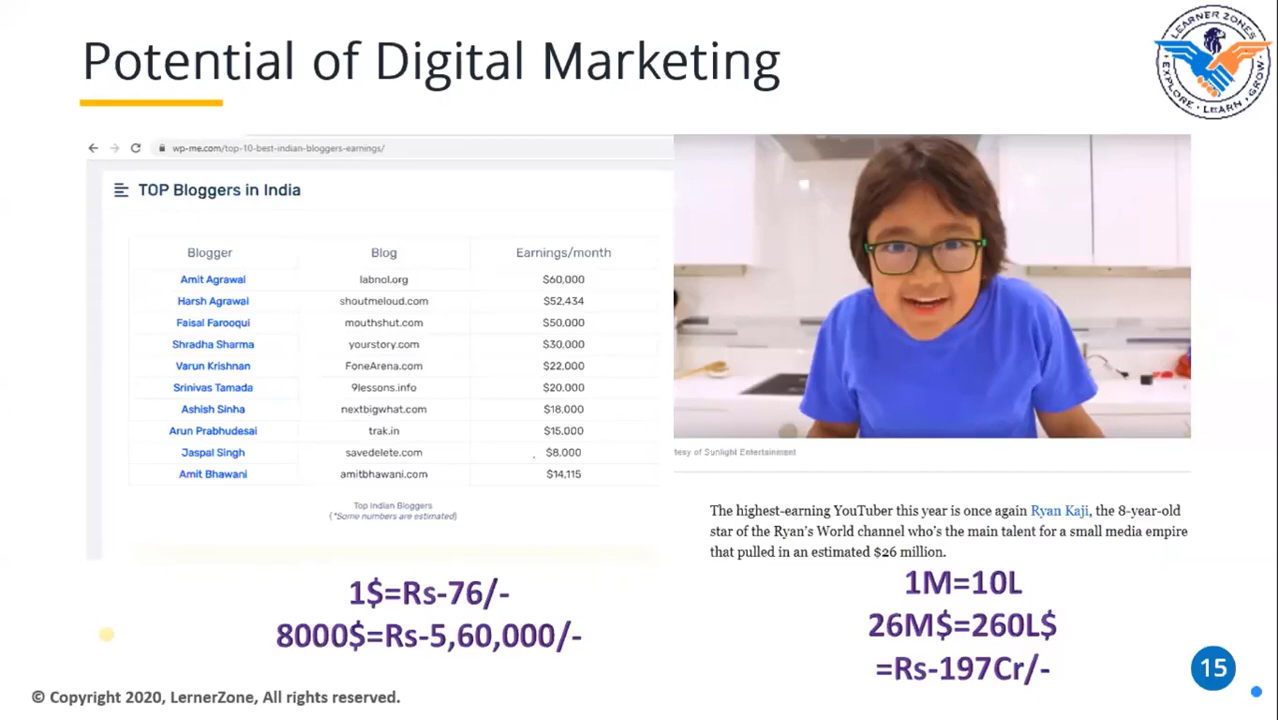 Potential of Digital Marketing
LEARNER ZONES
EXPLORE · LEARN · GROW
wp-me.com/top-10-best-indian-bloggers-earnings/
TOP Bloggers in India
Blogger Blog Earnings/month
Amit Agrawal labnol.org $60,000
Harsh Agrawal shoutmeloud.com $52,434
Faisal Farooqui mouthshut.com $50,000
Shradha Sharma yourstory.com $30,000
Varun Krishnan FoneArena.com $22,000
Srinivas Tamada 9lessons.info $20,000
Ashish Sinha nextbigwhat.com $18,000
Arun Prabhudesai trak.in $15,000
Jaspal Singh savedelete.com $8,000
Amit Bhawani amitbhawani.com $14,115
Top Indian Bloggers
(*Some numbers are estimated)
1$=Rs-76/-
8000$=Rs-5,60,000/-
tesy of Sunlight Entertainment
The highest-earning YouTuber this year is once again Ryan Kaji, the 8-year-old
star of the Ryan's World channel who's the main talent for a small media empire
that pulled in an estimated $26 million.
1M=10L
26M$=260L$
=Rs-197Cr/-
15
© Copyright 2020, LernerZone, All rights reserved.